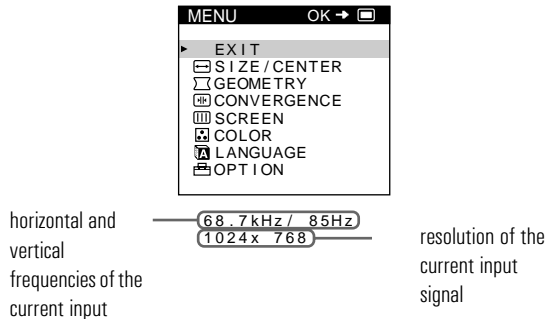 MENU OK
EXIT
SIZE/CENTER
GEOMETRY
CONVERGENCE
SCREEN
COLOR
A LANGUAGE
OPTION
68.7kHz/ 85Hz
1024x 768
horizontal and
vertical
frequencies of the
current input
resolution of the
current input
signal